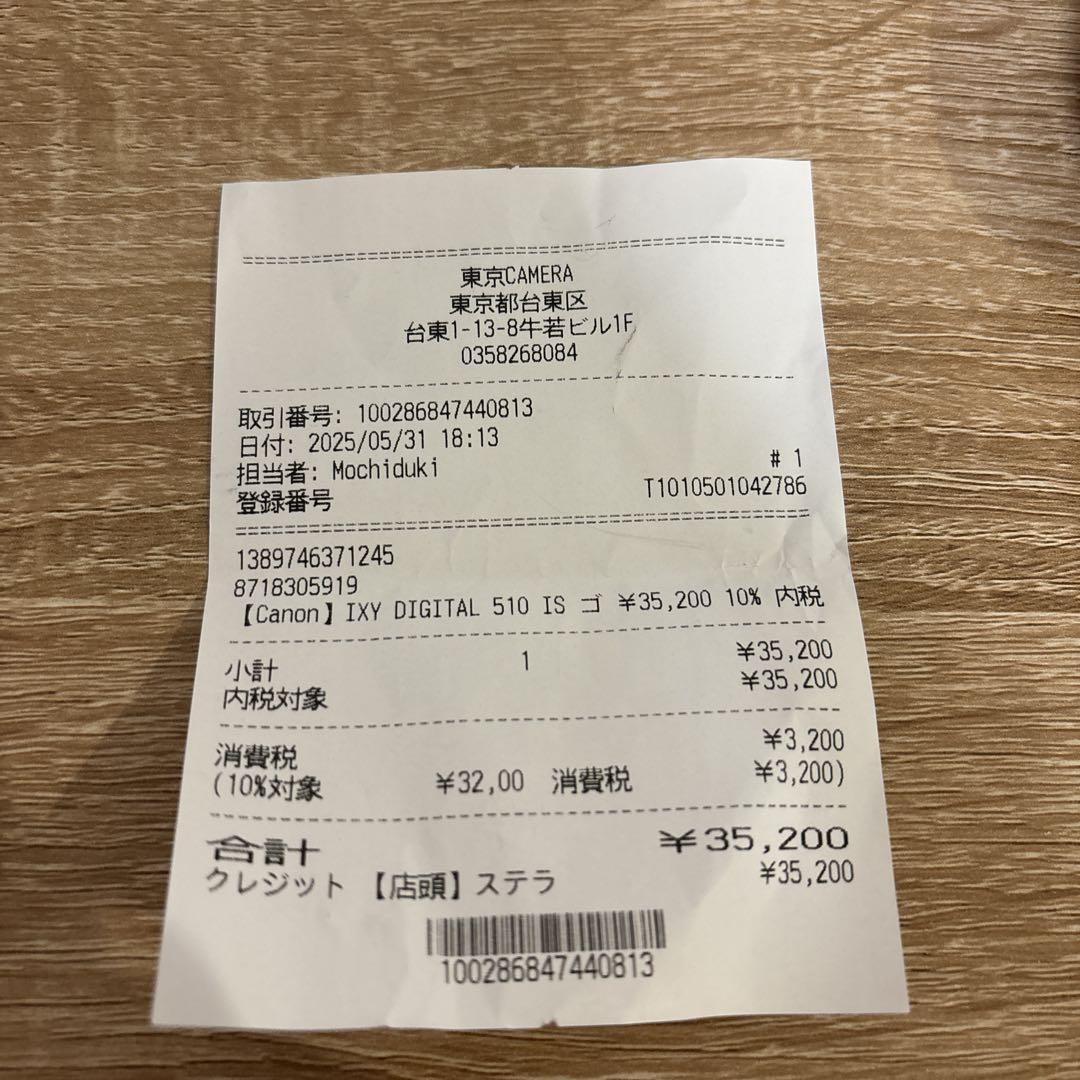 東京CAMERA
東京都台東区
台東1-13-8牛若ビル1F
0358268084
取引番号: 100286847440813
日付: 2025/05/31 18:13
担当者: Mochiduki # 1
登録番号 T1010501042786
1389746371245
8718305919
【Canon】IXY DIGITAL 510 IS ゴ ¥35,200 10% 内税
小計 1 ¥35,200
内税対象 ¥35,200
消費税 ¥3,200
(10%対象 ¥32,00 消費税 ¥3,200)
合計 ¥35,200
クレジット 【店頭】ステラ ¥35,200
100286847440813